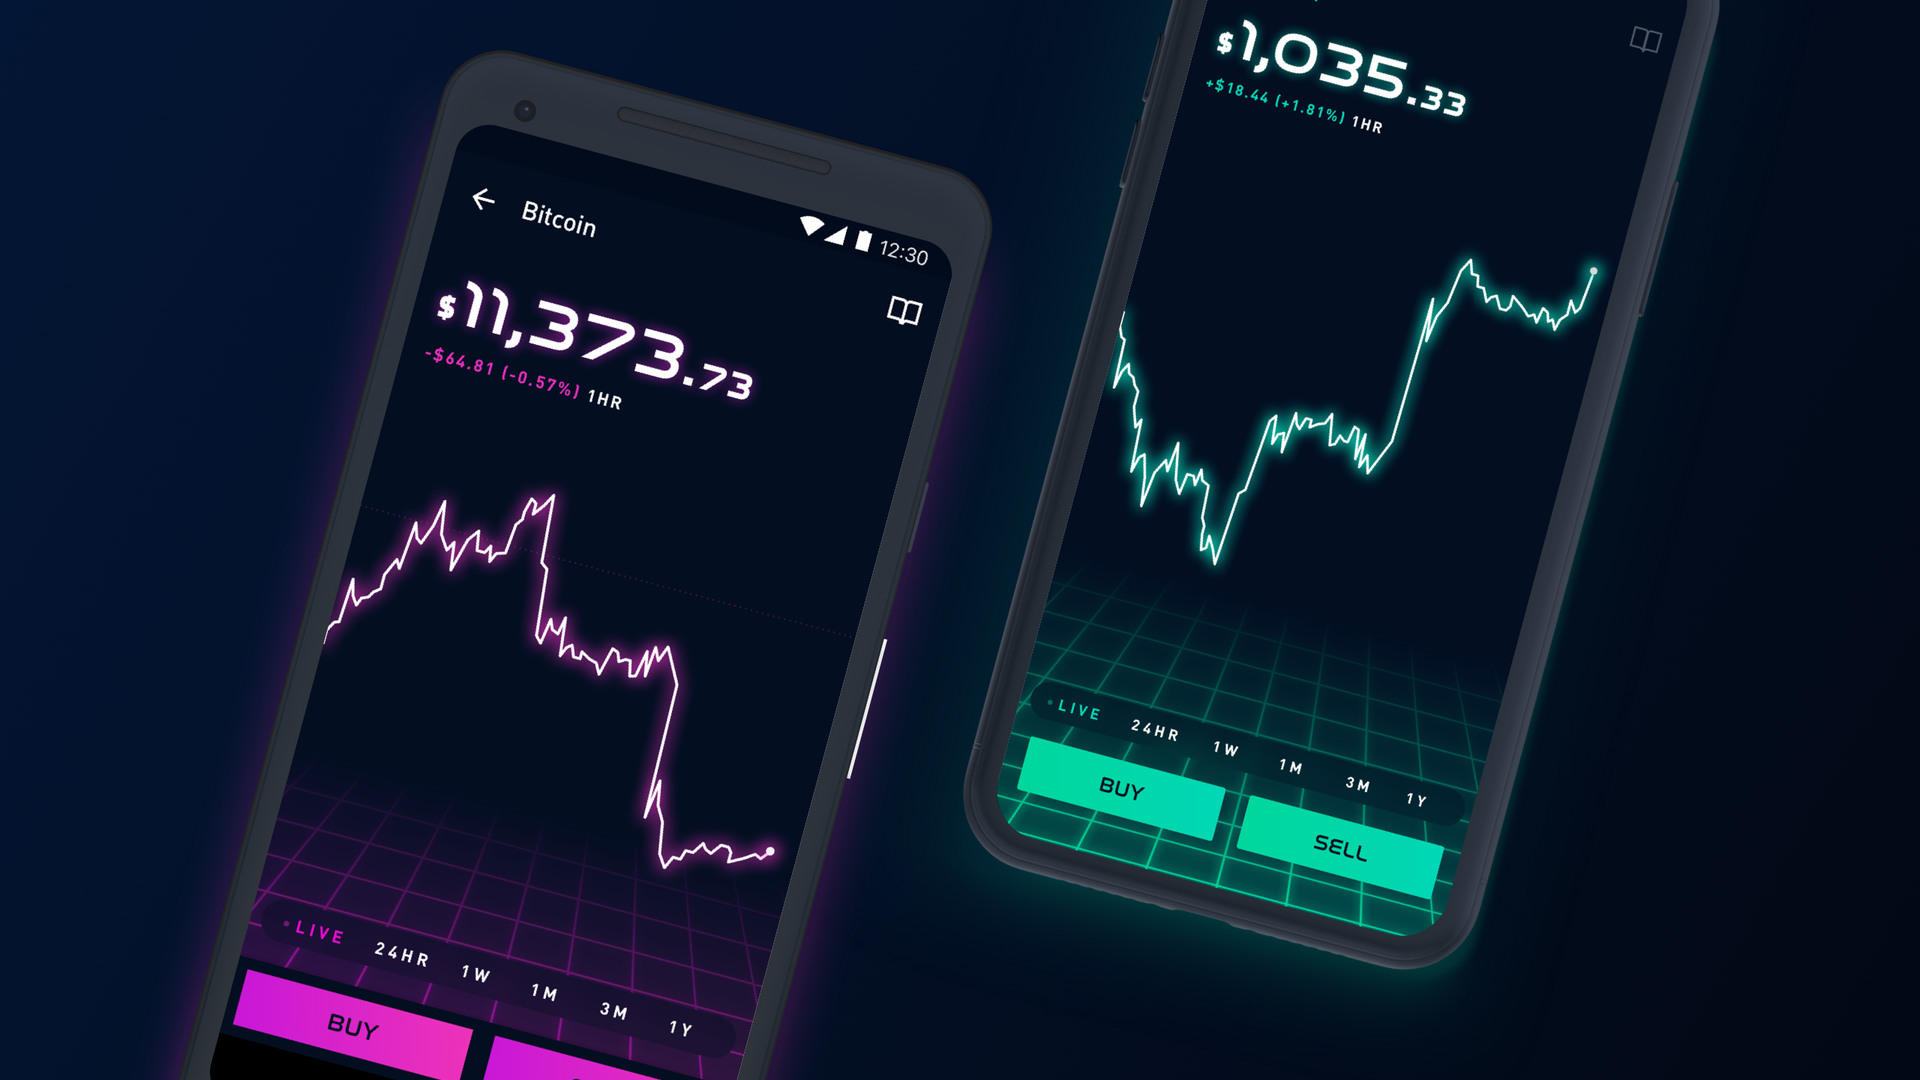 12:30
Bitcoin
$11,373.73
-$64.81 (-0.57%) 1HR
LIVE 24HR 1W 1M 3M 1Y
BUY
$1,035.33
+$18.44 (+1.81%) 1HR
LIVE 24HR 1W 1M 3M 1Y
BUY SELL